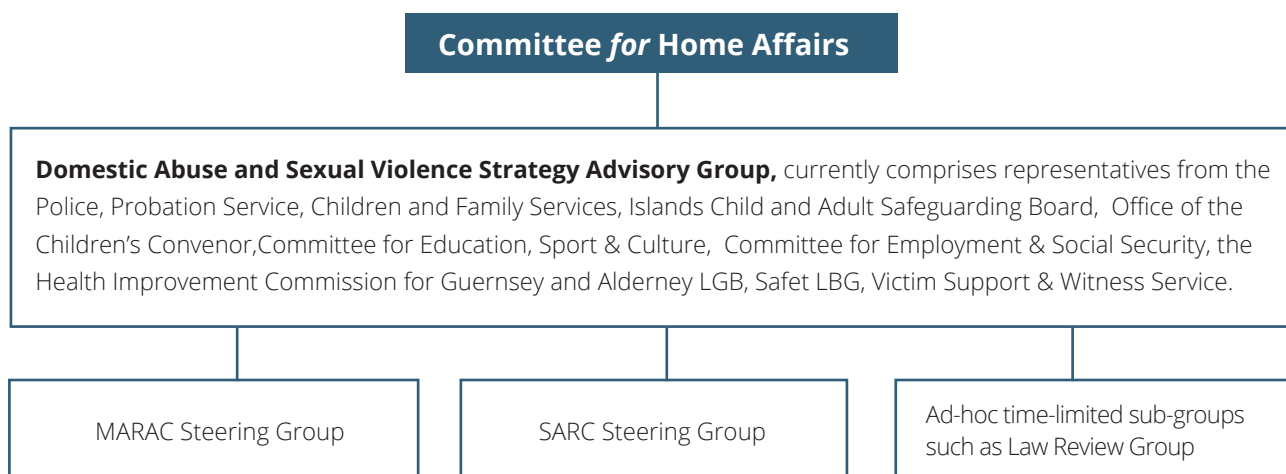 Committee for Home Affairs
Domestic Abuse and Sexual Violence Strategy Advisory Group, currently comprises representatives from the
Police, Probation Service, Children and Family Services, Islands Child and Adult Safeguarding Board, Office of the
Children's Convenor,Committee for Education, Sport & Culture, Committee for Employment & Social Security, the
Health Improvement Commission for Guernsey and Alderney LGB, Safet LBG, Victim Support & Witness Service.
MARAC Steering Group
SARC Steering Group
Ad-hoc time-limited sub-groups
such as Law Review Group